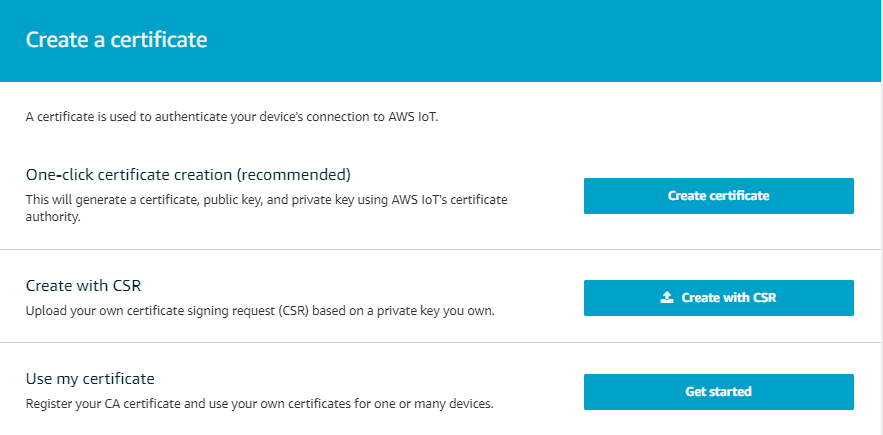 Create a certificate
A certificate is used to authenticate your device's connection to AWS IoT.
One-click certificate creation (recommended)
This will generate a certificate, public key, and private key using AWS IoT's certificate
authority.
Create certificate
Create with CSR
Upload your own certificate signing request (CSR) based on a private key you own.
Create with CSR
Use my certificate
Register your CA certificate and use your own certificates for one or many devices.
Get started